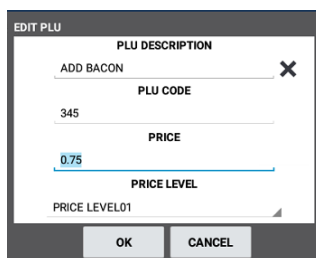 EDIT PLU
PLU DESCRIPTION
ADD BACON
PLU CODE
345
PRICE
0.75
PRICE LEVEL
PRICE LEVEL01
OK CANCEL